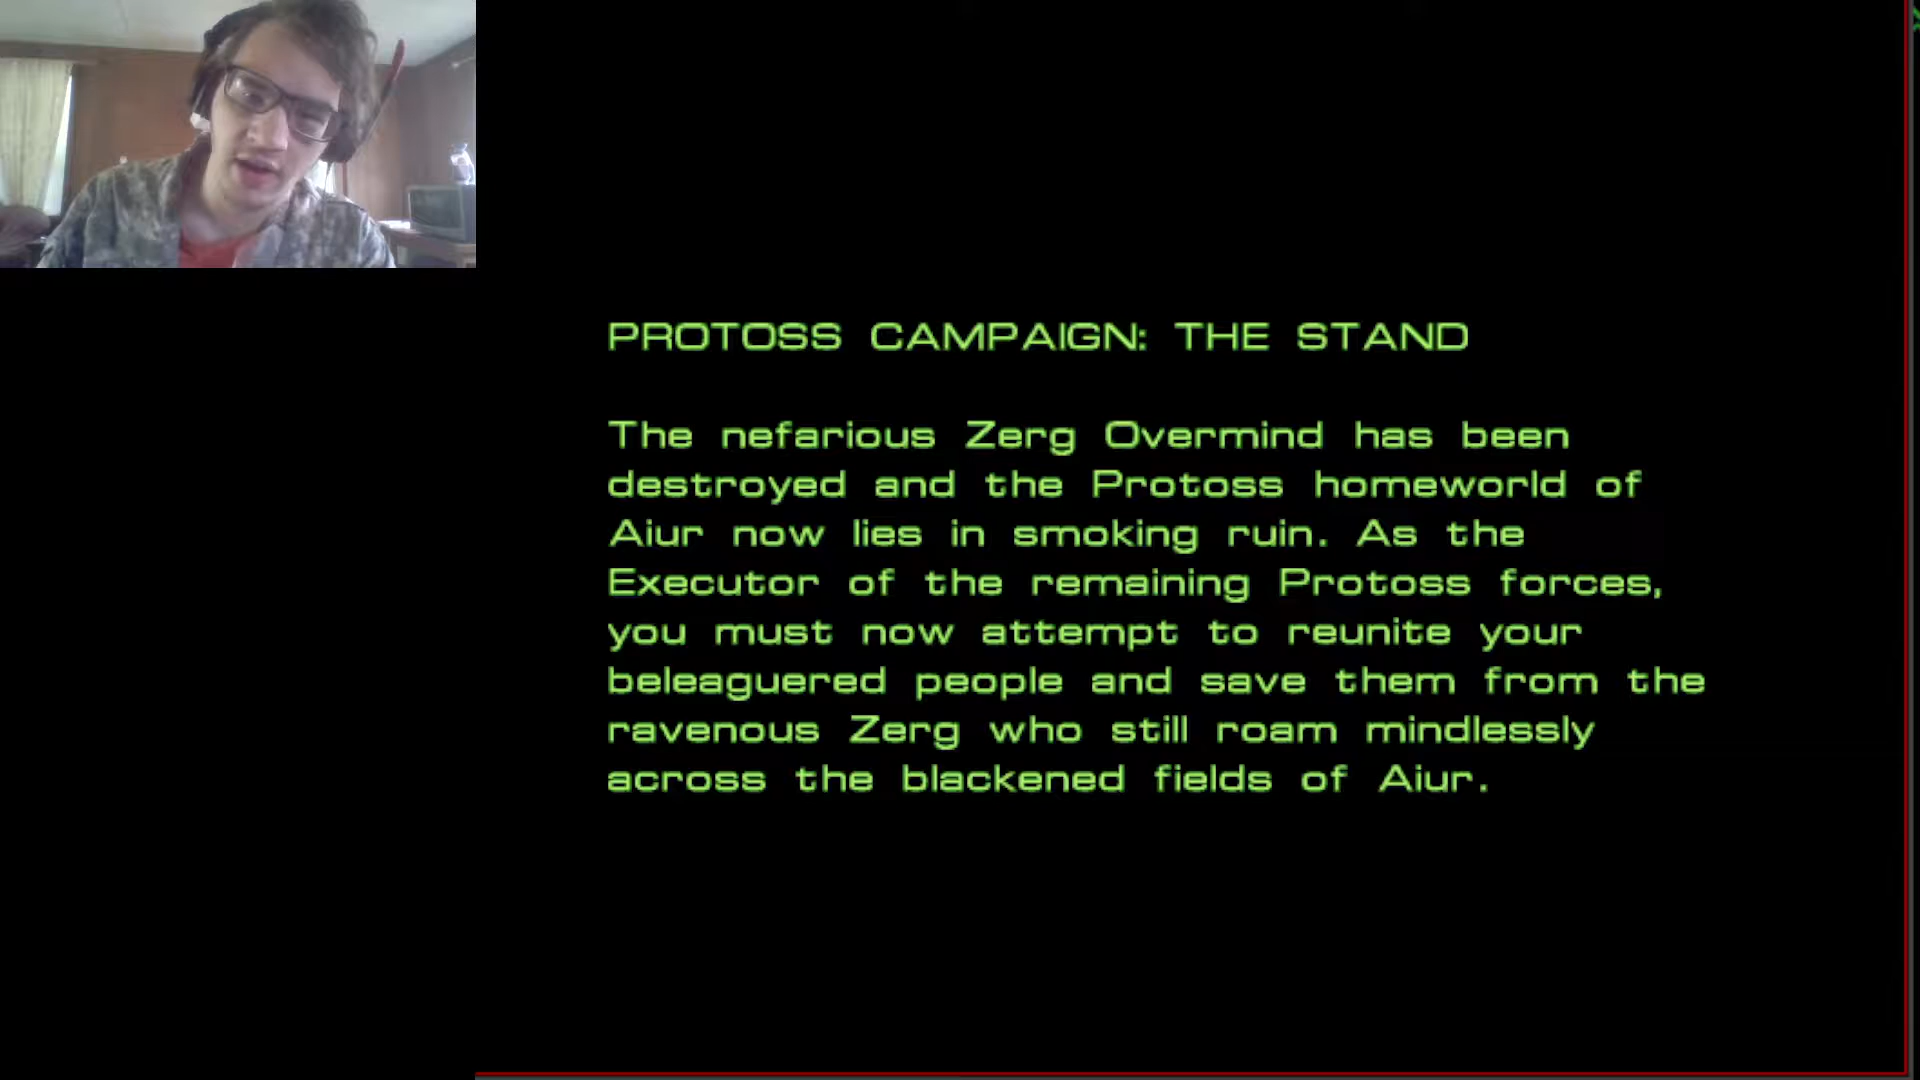 PROTOSS CAMPAIGN: THE STAND
The nefarious Zerg Overmind has been
destroyed and the Protoss homeworld of
Aiur now lies in smoking ruin. As the
Executor of the remaining Protoss forces,
you must now attempt to reunite your
beleaguered people and save them from the
ravenous Zerg who still roam mindlessly
across the blackened fields of Aiur.